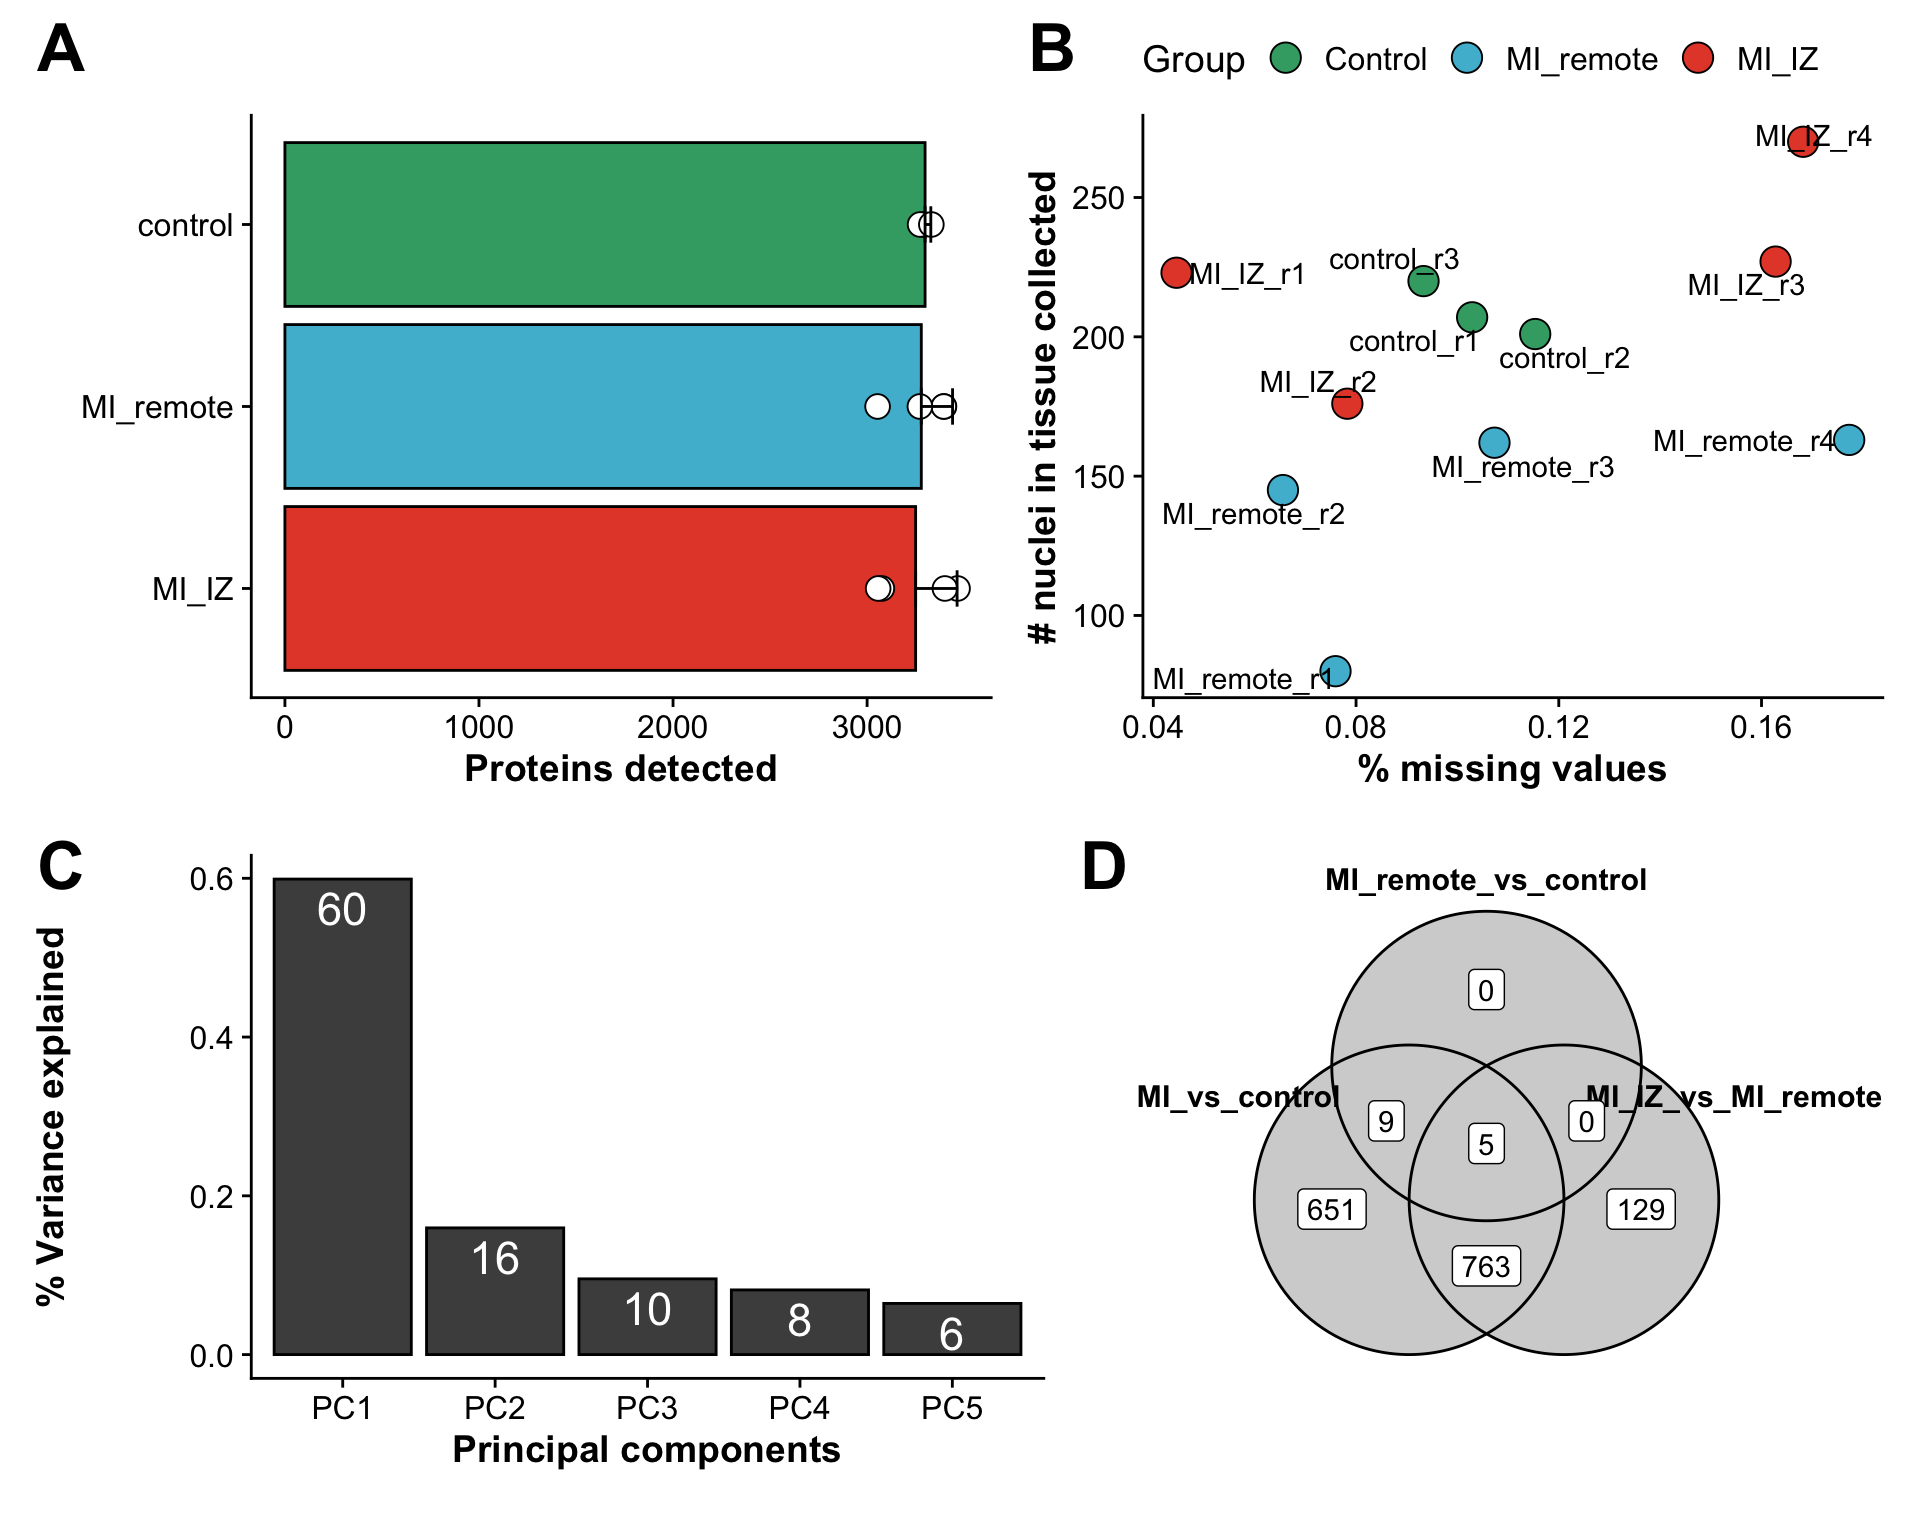 A
control
MI_remote
MI_IZ
0 1000 2000 3000
Proteins detected
B
Group Control MI_remote MI_IZ
# nuclei in tissue collected
250
200
150
100
MI_IZ_r4
MI_IZ_r1
control_r3
MI_IZ_r3
control_r1
control_r2
MI_IZ_r2
MI_remote_r3
MI_remote_r4
MI_remote_r2
MI_remote_r1
0.04 0.08 0.12 0.16
% missing values
C
% Variance explained
0.6
0.4
0.2
0.0
60
16
10
8
6
PC1 PC2 PC3 PC4 PC5
Principal components
D
MI_remote_vs_control
0
MI_vs_control
MI_IZ_vs_MI_remote
9
5
0
651
129
763